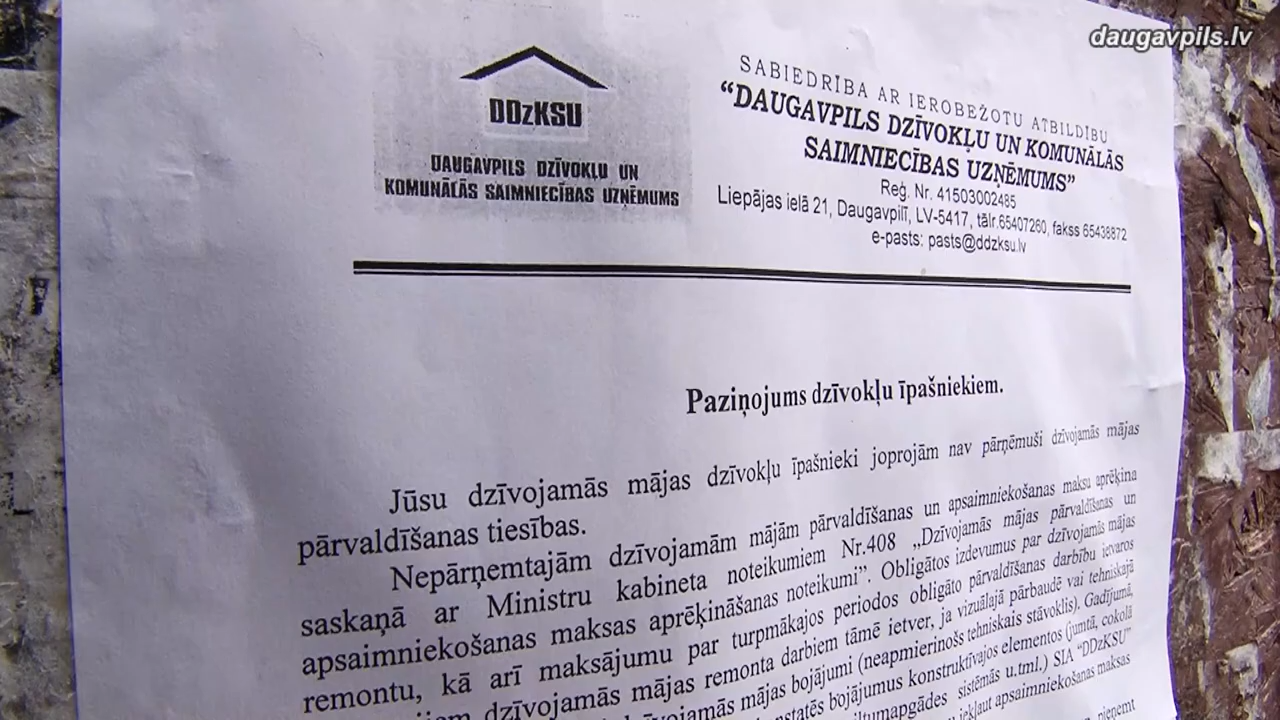 daugavpils.lv
DDzKSU
DAUGAVPILS DZĪVOKĻU UN
KOMUNĀLĀS SAIMNIECĪBAS UZŅĒMUMS
SABIEDRĪBA AR IEROBEŽOTU ATBILDĪBU
“DAUGAVPILS DZĪVOKĻU UN KOMUNĀLĀS
SAIMNIECĪBAS UZŅĒMUMS”
Reģ. Nr. 41503002485
Liepājas ielā 21, Daugavpilī, LV-5417, tālr.65407260, fakss 65438872
e-pasts: pasts@ddzksu.lv
Paziņojums dzīvokļu īpašniekiem.
Jūsu dzīvojamās mājas dzīvokļu īpašnieki joprojām nav pārņēmuši dzīvojamās mājas
pārvaldīšanas tiesības.
Nepārņemtajām dzīvojamām mājām pārvaldīšanas un apsaimniekošanas maksu aprēķina
saskaņā ar Ministru kabineta noteikumiem Nr.408 „Dzīvojamās mājas pārvaldīšanas un
apsaimniekošanas maksas aprēķināšanas noteikumi”. Obligātos izdevumus par dzīvojamās mājas
remontu, kā arī maksājumu par turpmākajos periodos obligāto pārvaldīšanas darbību ietvaros
dzīvojamās mājas remonta darbiem tāmē ietver, ja vizuālajā pārbaudē vai tehniskajā
mājas bojājumi (neapmierinošs tehniskais stāvoklis). Gadījumā,
bojājumus konstruktīvajos elementos (jumtā, cokolā
sistēmās u.tml.) SIA “DDzKSU”
iekļaut apsaimniekošanas maksas
pieņemt